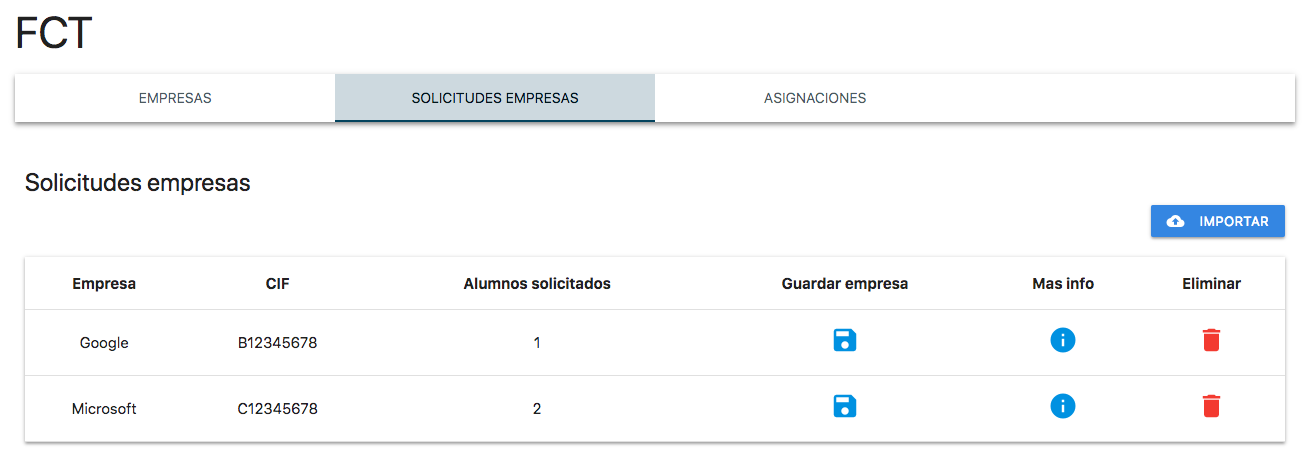 FCT
EMPRESAS SOLICITUDES EMPRESAS ASIGNACIONES
Solicitudes empresas
IMPORTAR
Empresa CIF Alumnos solicitados Guardar empresa Mas info Eliminar
Google B12345678 1
Microsoft C12345678 2